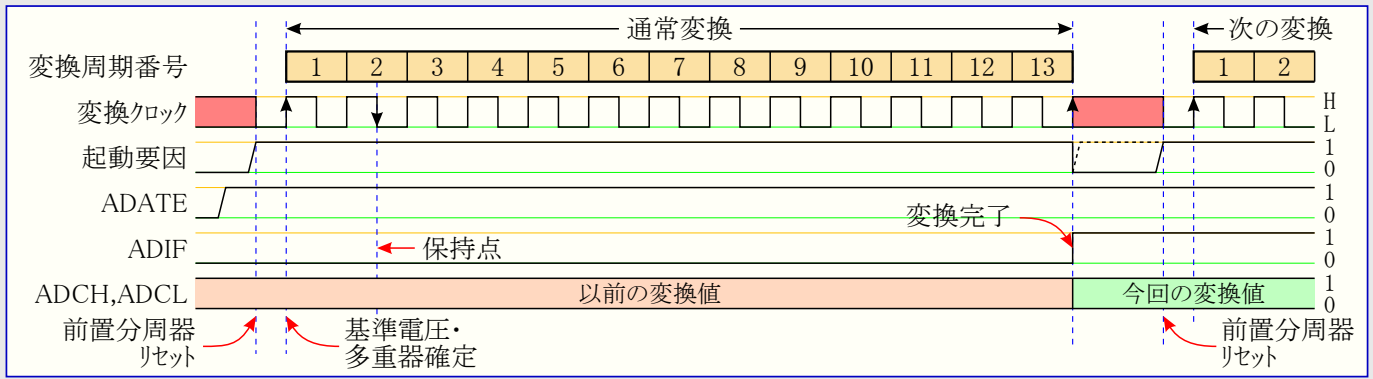 通常変換
次の変換
変換周期番号 1 2 3 4 5 6 7 8 9 10 11 12 13 1 2
変換クロック H L
起動要因 1 0
ADATE 1 0
変換完了
ADIF 保持点 1 0
ADCH,ADCL 以前の変換値 今回の変換値 1 0
前置分周器
リセット
基準電圧・
多重器確定
前置分周器
リセット